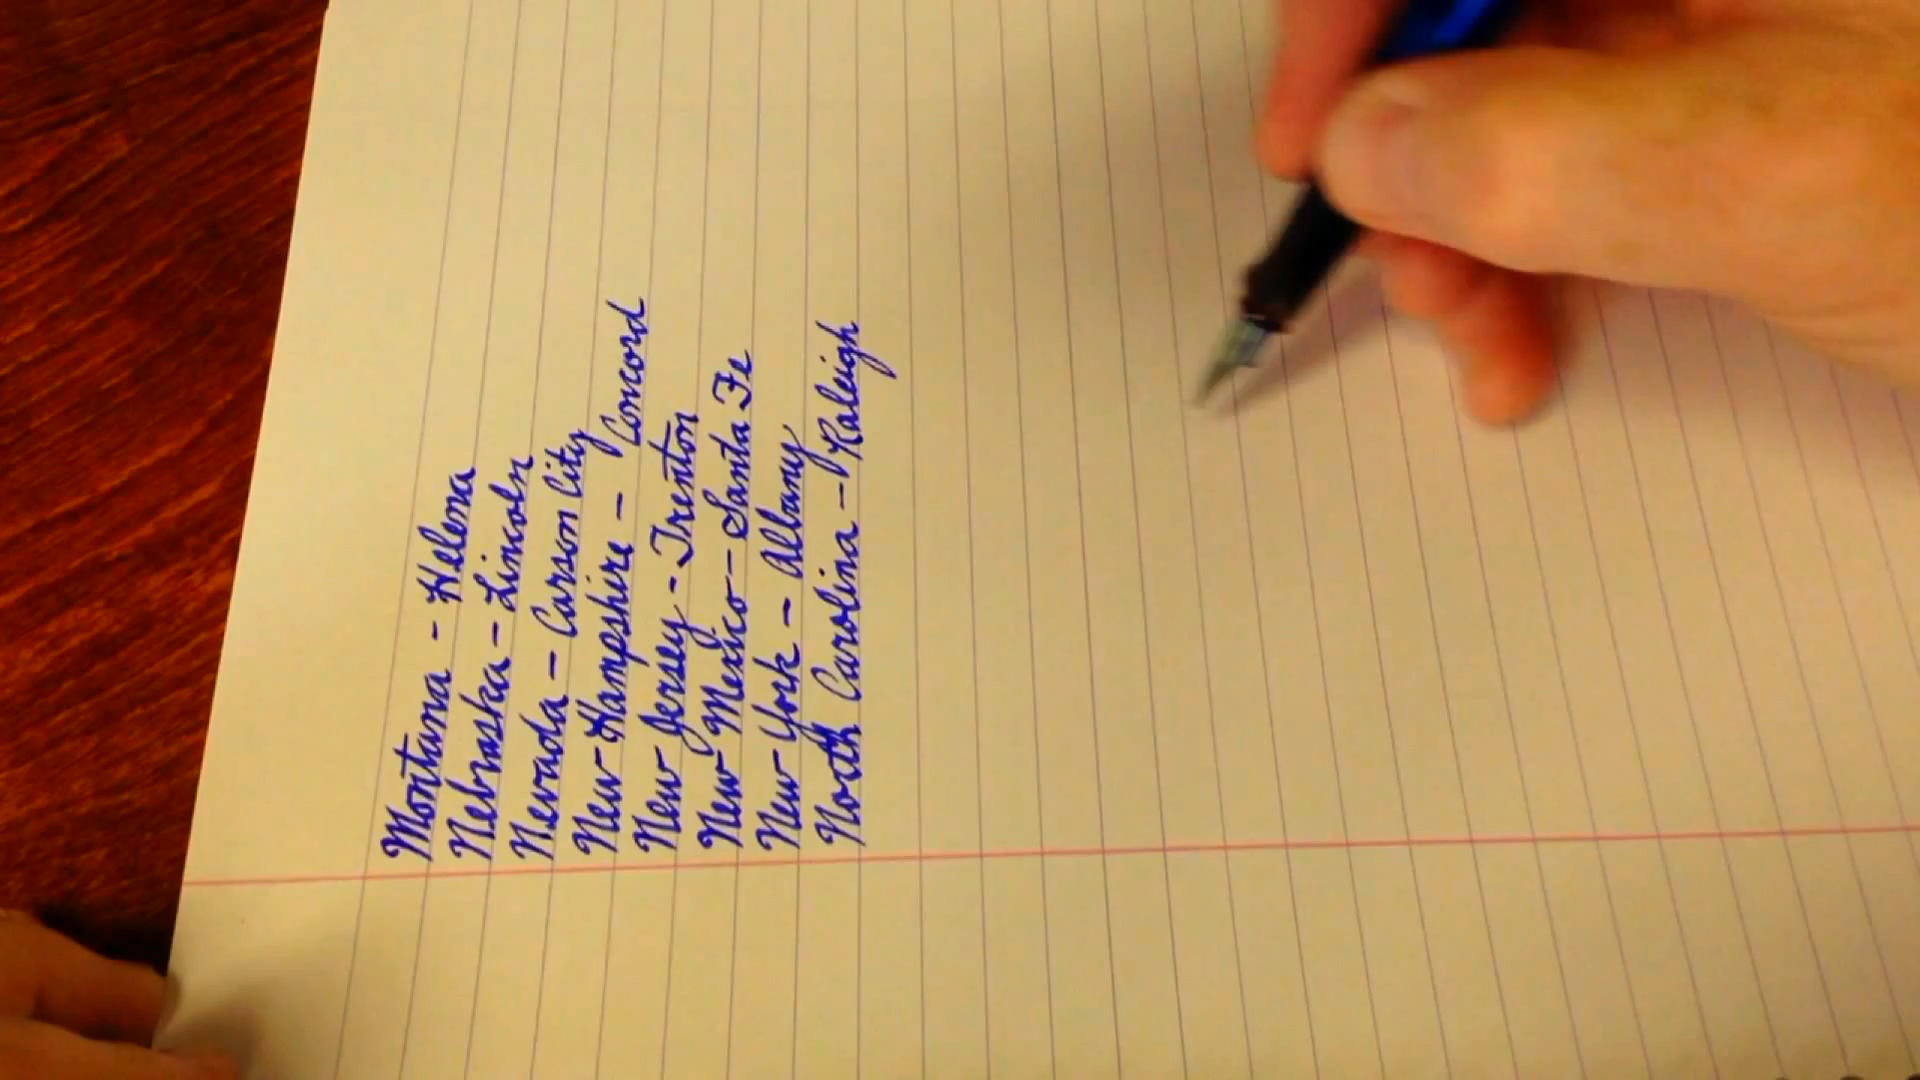 Montana - Helena
Nebraska - Lincoln
Nevada - Carson City
New Hampshire - Concord
New Jersey - Trenton
New Mexico - Santa Fe
New York - Albany
North Carolina - Raleigh